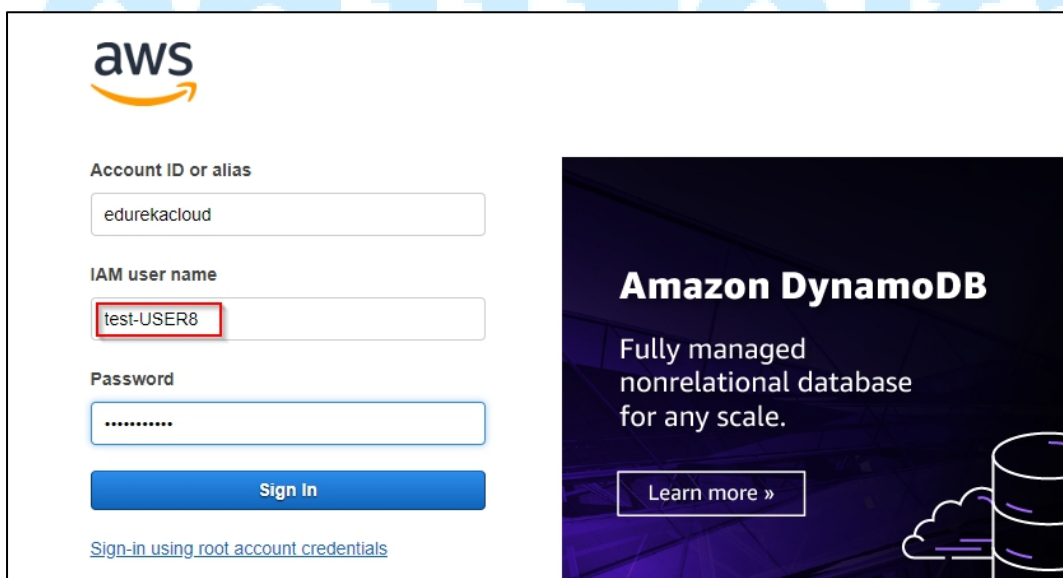 aws
Account ID or alias
edurekacloud
IAM user name
test-USER8
Password
•••••••••••
Sign In
Sign-in using root account credentials
Amazon DynamoDB
Fully managed
nonrelational database
for any scale.
Learn more »